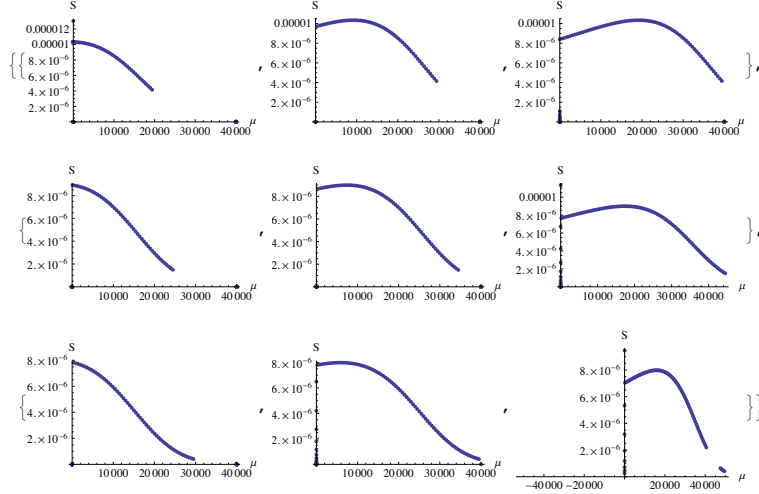 S S S
0.000012 0.00001 0.00001
{{ 0.00001 8.×10⁻⁶ 8.×10⁻⁶ }
8.×10⁻⁶ , 6.×10⁻⁶ , 6.×10⁻⁶ ,
6.×10⁻⁶ 4.×10⁻⁶ 4.×10⁻⁶
4.×10⁻⁶ 2.×10⁻⁶ 2.×10⁻⁶
2.×10⁻⁶
μ μ μ
10000 20000 30000 40000 10000 20000 30000 40000 10000 20000 30000 40000
S S S
0.00001
8.×10⁻⁶ 8.×10⁻⁶ 8.×10⁻⁶
{ 6.×10⁻⁶ , 6.×10⁻⁶ , 6.×10⁻⁶ },
4.×10⁻⁶ 4.×10⁻⁶ 4.×10⁻⁶
2.×10⁻⁶ 2.×10⁻⁶ 2.×10⁻⁶
μ μ μ
10000 20000 30000 40000 10000 20000 30000 40000 10000 20000 30000 40000
S S S
8.×10⁻⁶ 8.×10⁻⁶ 8.×10⁻⁶
{ 6.×10⁻⁶ , 6.×10⁻⁶ , 6.×10⁻⁶ }}
4.×10⁻⁶ 4.×10⁻⁶ 4.×10⁻⁶
2.×10⁻⁶ 2.×10⁻⁶ 2.×10⁻⁶
μ μ μ
10000 20000 30000 40000 10000 20000 30000 40000 −40000 −20000 20000 40000